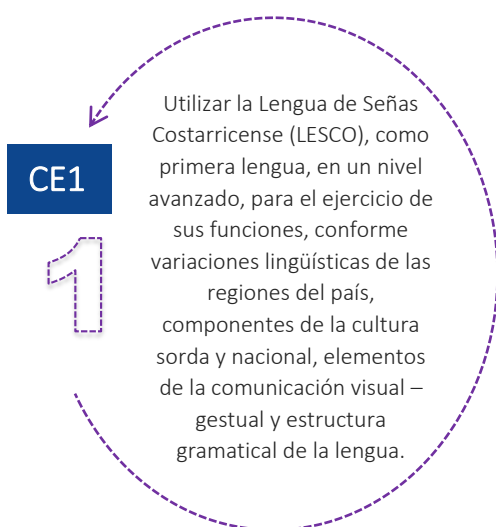 CE1
1
Utilizar la Lengua de Señas
Costarricense (LESCO), como
primera lengua, en un nivel
avanzado, para el ejercicio de
sus funciones, conforme
variaciones lingüísticas de las
regiones del país,
componentes de la cultura
sorda y nacional, elementos
de la comunicación visual –
gestual y estructura
gramatical de la lengua.